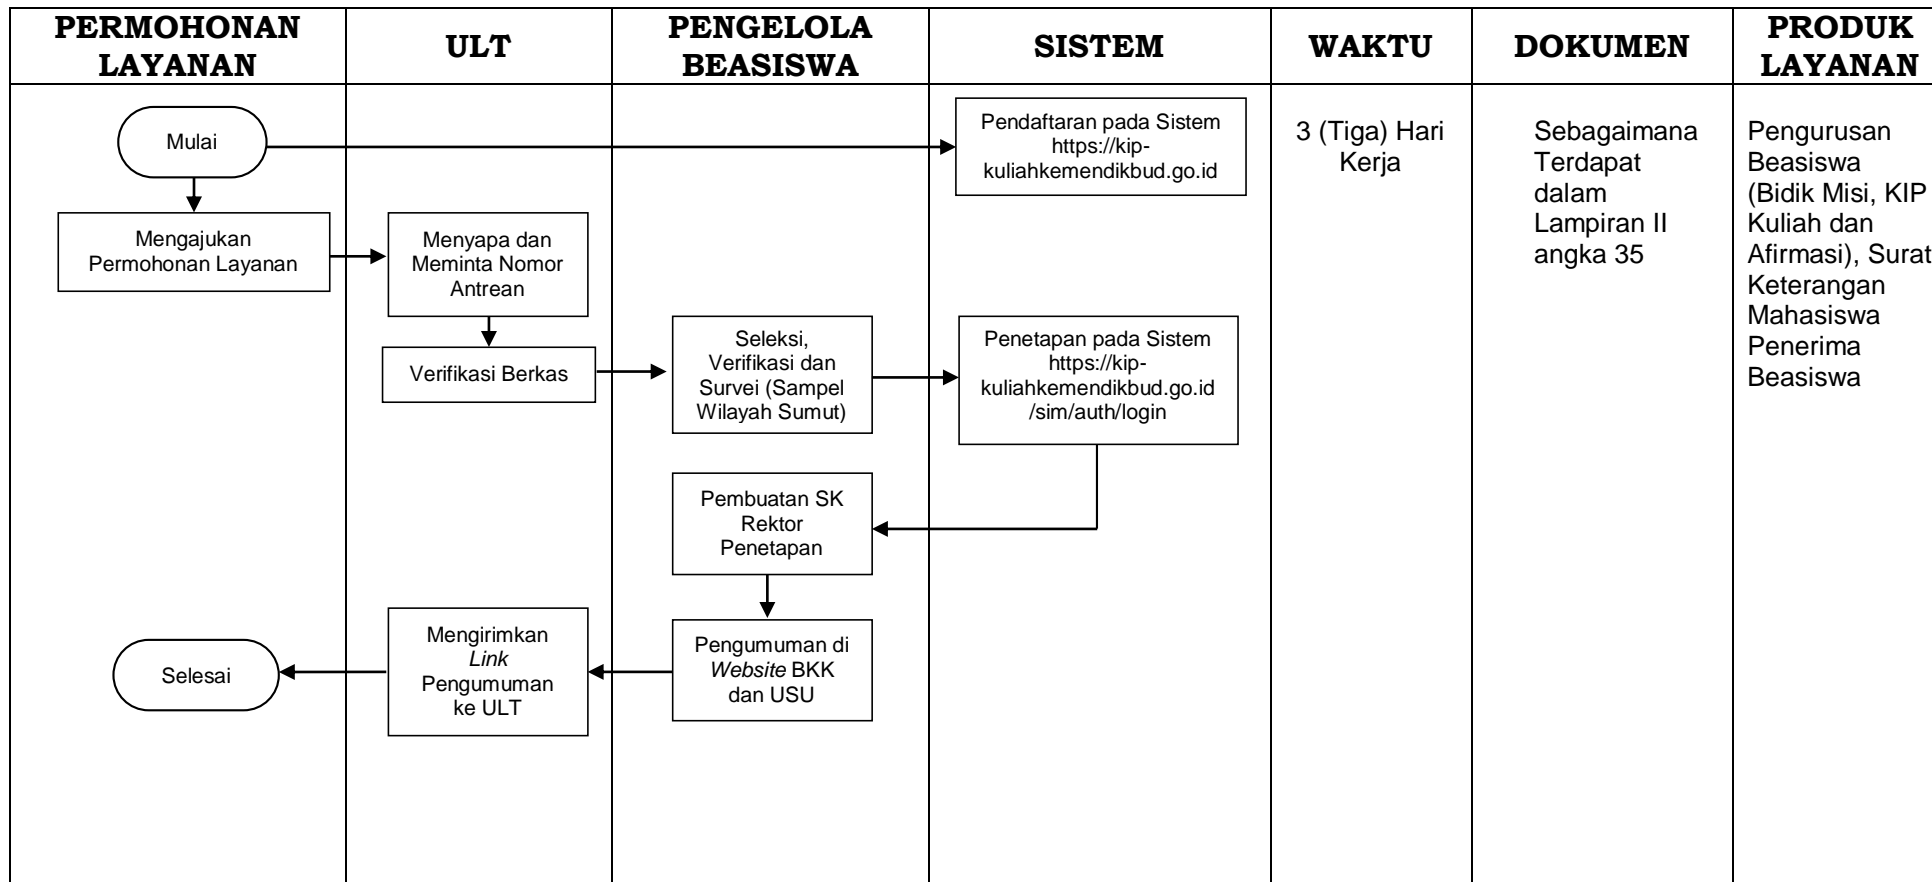 PERMOHONAN
LAYANAN
ULT
PENGELOLA
BEASISWA
SISTEM
WAKTU
DOKUMEN
PRODUK
LAYANAN
Mulai
Pendaftaran pada Sistem
https://kip-
kuliahkemendikbud.go.id
3 (Tiga) Hari
Kerja
Sebagaimana
Terdapat
dalam
Lampiran II
angka 35
Pengurusan
Beasiswa
(Bidik Misi, KIP
Kuliah dan
Afirmasi), Surat
Keterangan
Mahasiswa
Penerima
Beasiswa
Mengajukan
Permohonan Layanan
Menyapa dan
Meminta Nomor
Antrean
Verifikasi Berkas
Seleksi,
Verifikasi dan
Survei (Sampel
Wilayah Sumut)
Penetapan pada Sistem
https://kip-
kuliahkemendikbud.go.id
/sim/auth/login
Pembuatan SK
Rektor
Penetapan
Pengumuman di
Website BKK
dan USU
Mengirimkan
Link
Pengumuman
ke ULT
Selesai